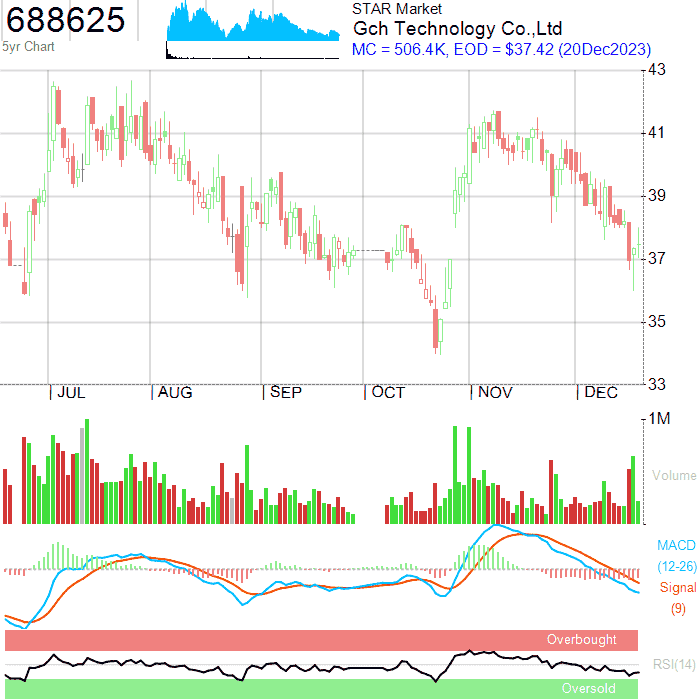 688625
5yr Chart
STAR Market
Gch Technology Co.,Ltd
MC = 506.4K, EOD = $37.42 (20Dec2023)
43
41
39
37
35
33
JUL AUG SEP OCT NOV DEC
1M
Volume
MACD
(12-26)
Signal
(9)
Overbought
RSI(14)
Oversold